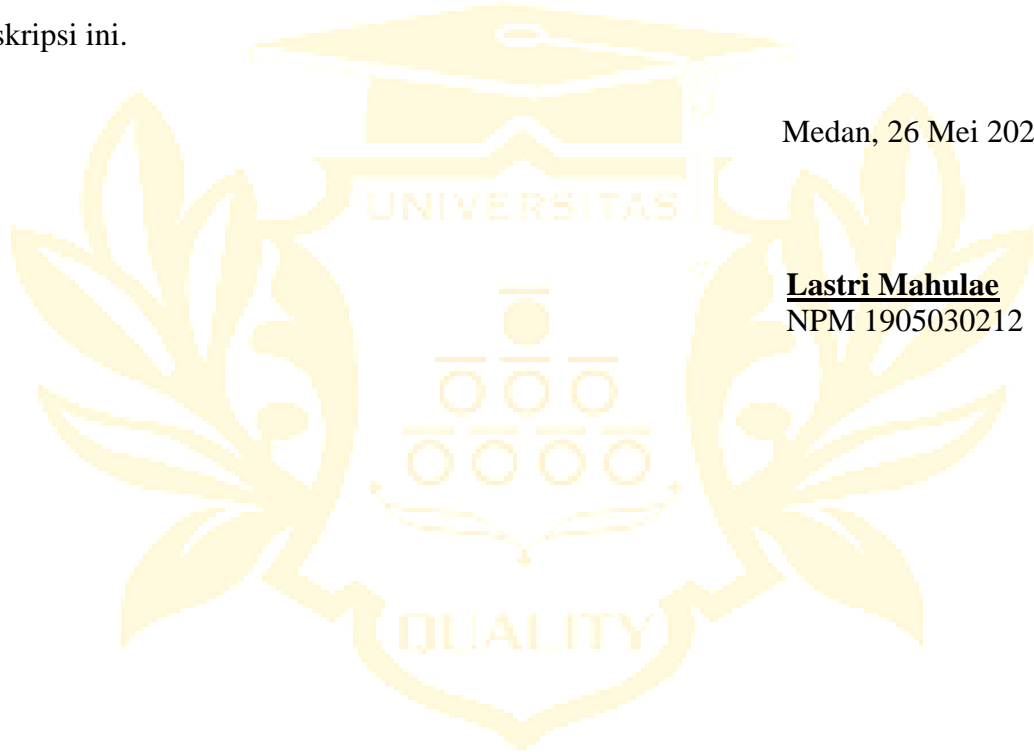 skripsi ini.
Medan, 26 Mei 202
UNIVERSITAS
Lastri Mahulae
NPM 1905030212
QUALITY